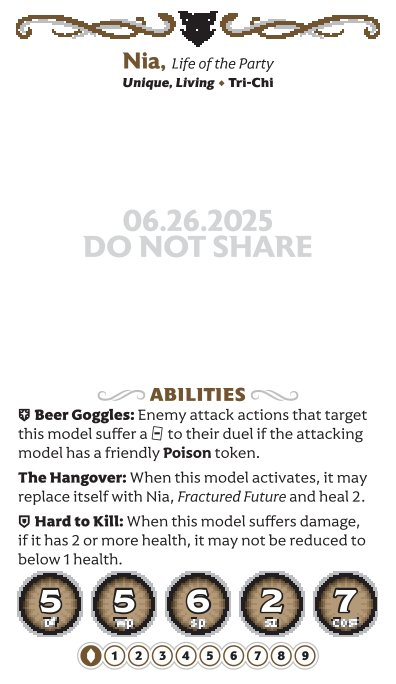 Nia, Life of the Party
Unique, Living • Tri-Chi
06.26.2025
DO NOT SHARE
ABILITIES
Beer Goggles: Enemy attack actions that target
this model suffer a to their duel if the attacking
model has a friendly Poison token.
The Hangover: When this model activates, it may
replace itself with Nia, Fractured Future and heal 2.
Hard to Kill: When this model suffers damage,
if it has 2 or more health, it may not be reduced to
below 1 health.
5 5 6 2 7
Df Wp Sp Sz Cost
1 2 3 4 5 6 7 8 9